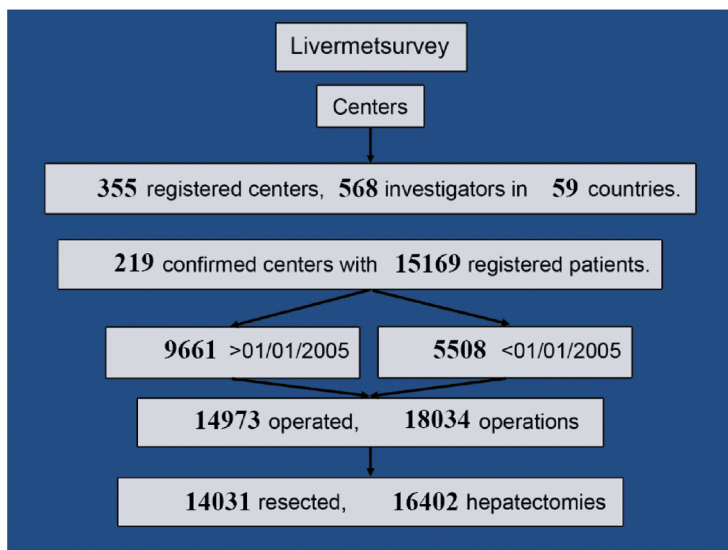 Livermetsurvey
Centers
355 registered centers, 568 investigators in 59 countries.
219 confirmed centers with 15169 registered patients.
9661 >01/01/2005
5508 <01/01/2005
14973 operated, 18034 operations
14031 resected, 16402 hepatectomies